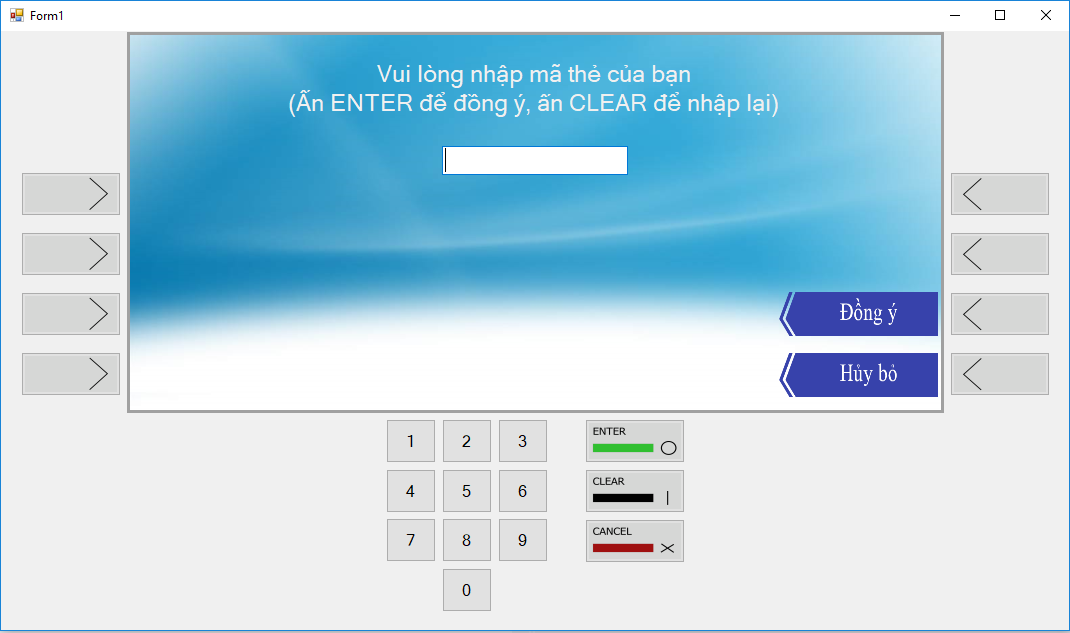 Form1
Vui lòng nhập mã thẻ của bạn
(Ấn ENTER để đồng ý, ấn CLEAR để nhập lại)
Đồng ý
Hủy bỏ
1 2 3
ENTER
4 5 6
CLEAR
7 8 9
CANCEL
0